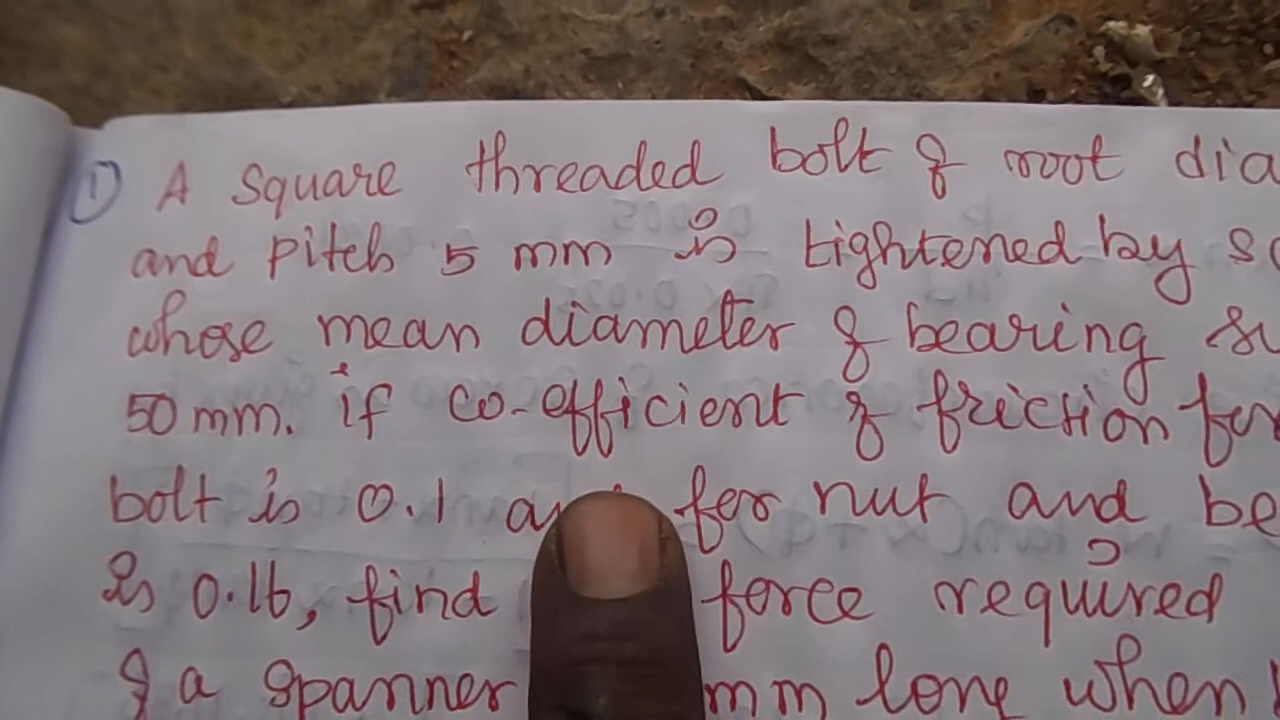 ① A square threaded bolt of root dia
and pitch 5 mm is tightened by
whose mean diameter of bearing
50 mm. if co-efficient of friction for
bolt is 0.1 for nut and
is 0.16, find force required
of a spanner mm long when